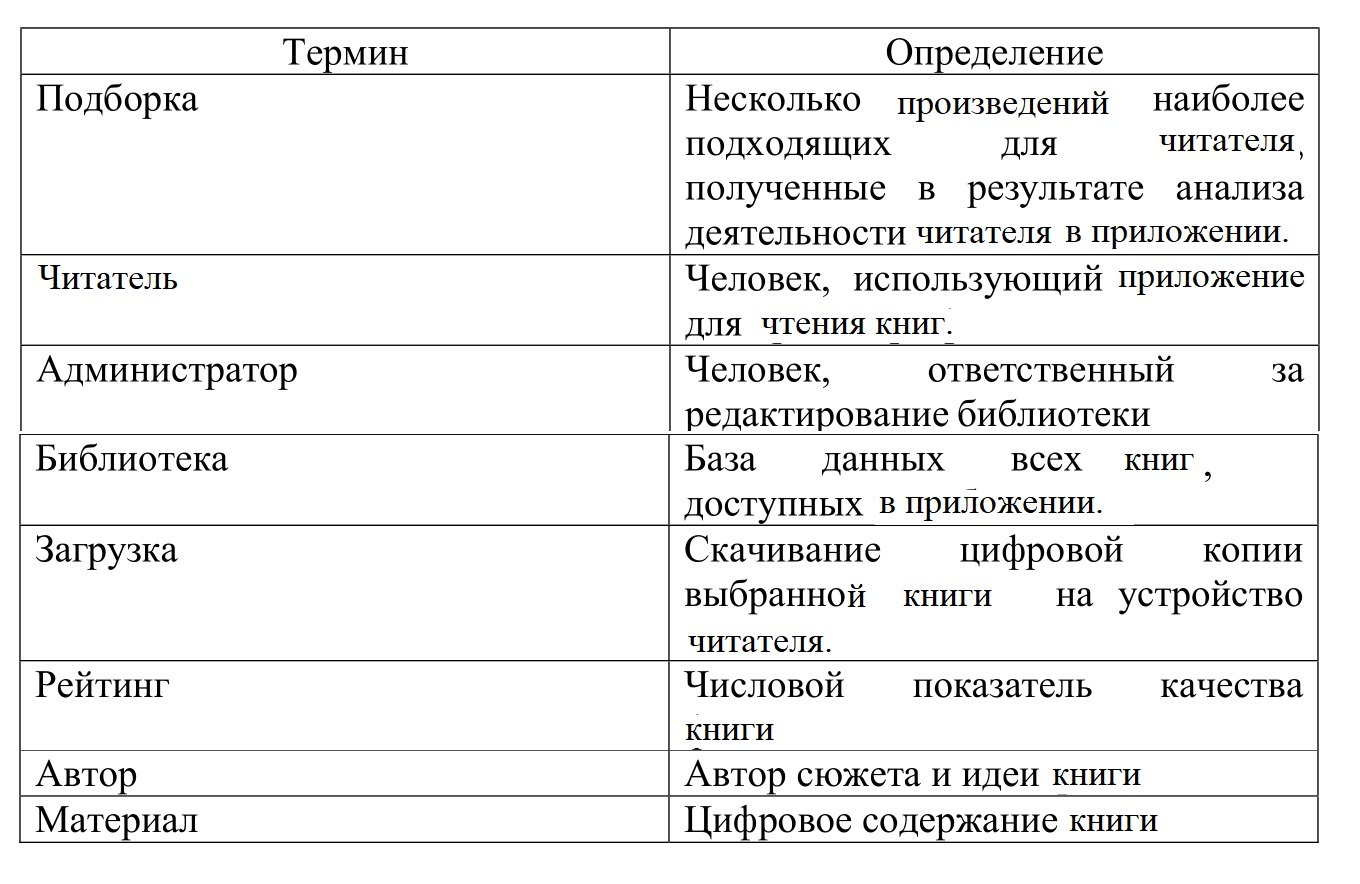 Термин Определение
Подборка Несколько произведений наиболее
подходящих для читателя,
полученные в результате анализа
деятельности читателя в приложении.
Читатель Человек, использующий приложение
для чтения книг.
Администратор Человек, ответственный за
редактирование библиотеки
Библиотека База данных всех книг ,
доступных в приложении.
Загрузка Скачивание цифровой копии
выбранной книги на устройство
читателя.
Рейтинг Числовой показатель качества
книги
Автор Автор сюжета и идеи книги
Материал Цифровое содержание книги